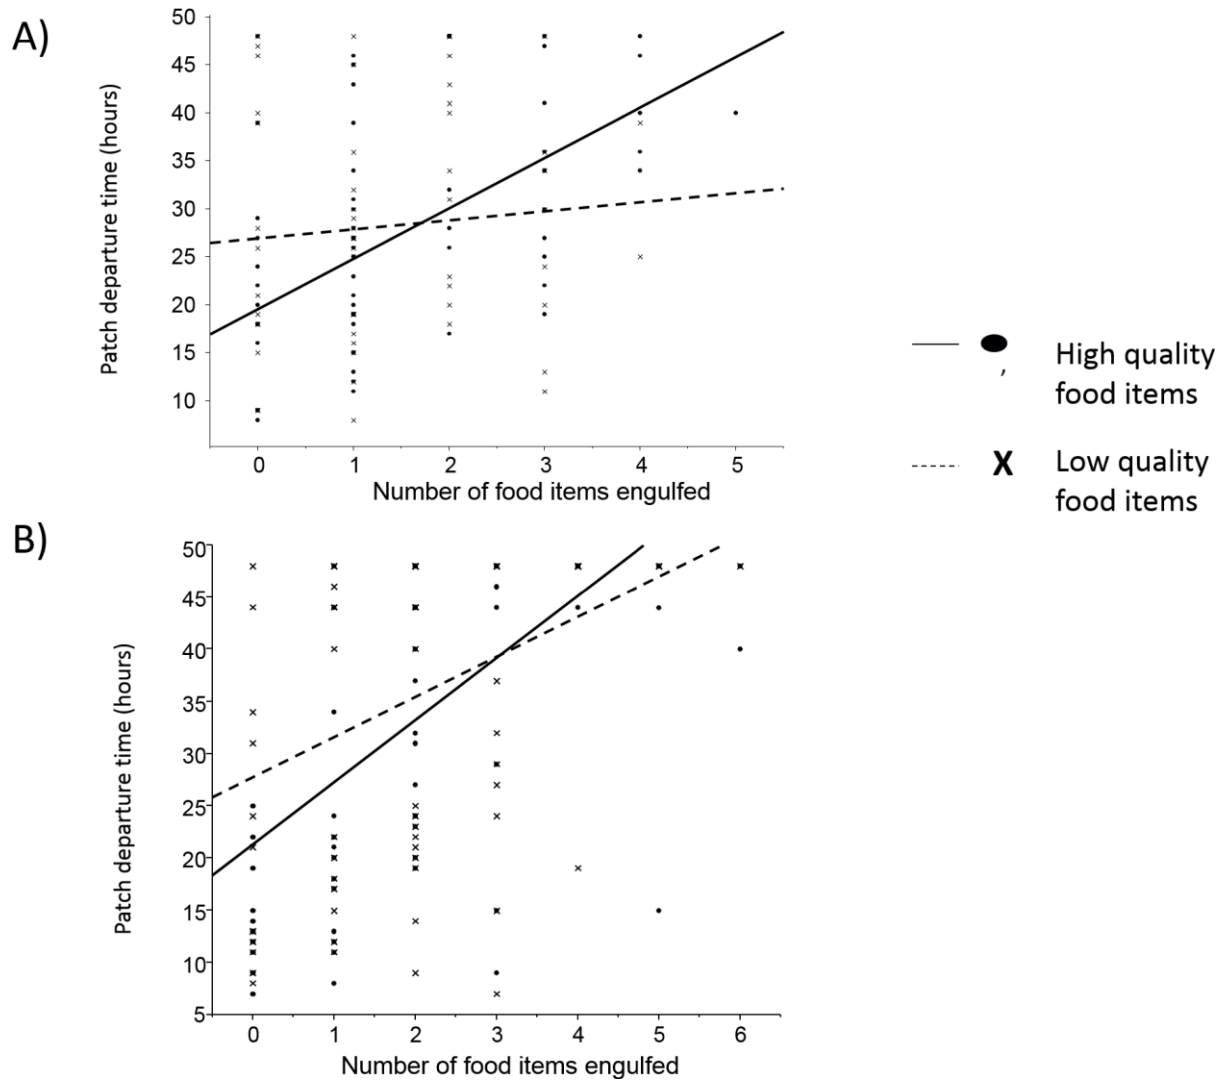 A)
Patch departure time (hours)
50
45
40
35
30
25
20
15
10
0 1 2 3 4 5
Number of food items engulfed
High quality
,
food items
X Low quality
food items
B)
Patch departure time (hours)
50
45
40
35
30
25
20
15
10
5
0 1 2 3 4 5 6
Number of food items engulfed